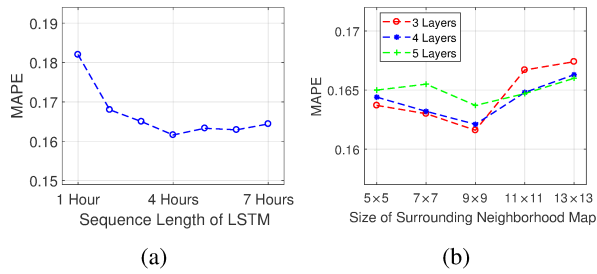 0.19
0.18
0.17
0.16
0.15
MAPE
1 Hour 4 Hours 7 Hours
Sequence Length of LSTM
(a)
3 Layers
4 Layers
5 Layers
0.17
0.165
0.16
MAPE
5×5 7×7 9×9 11×11 13×13
Size of Surrounding Neighborhood Map
(b)